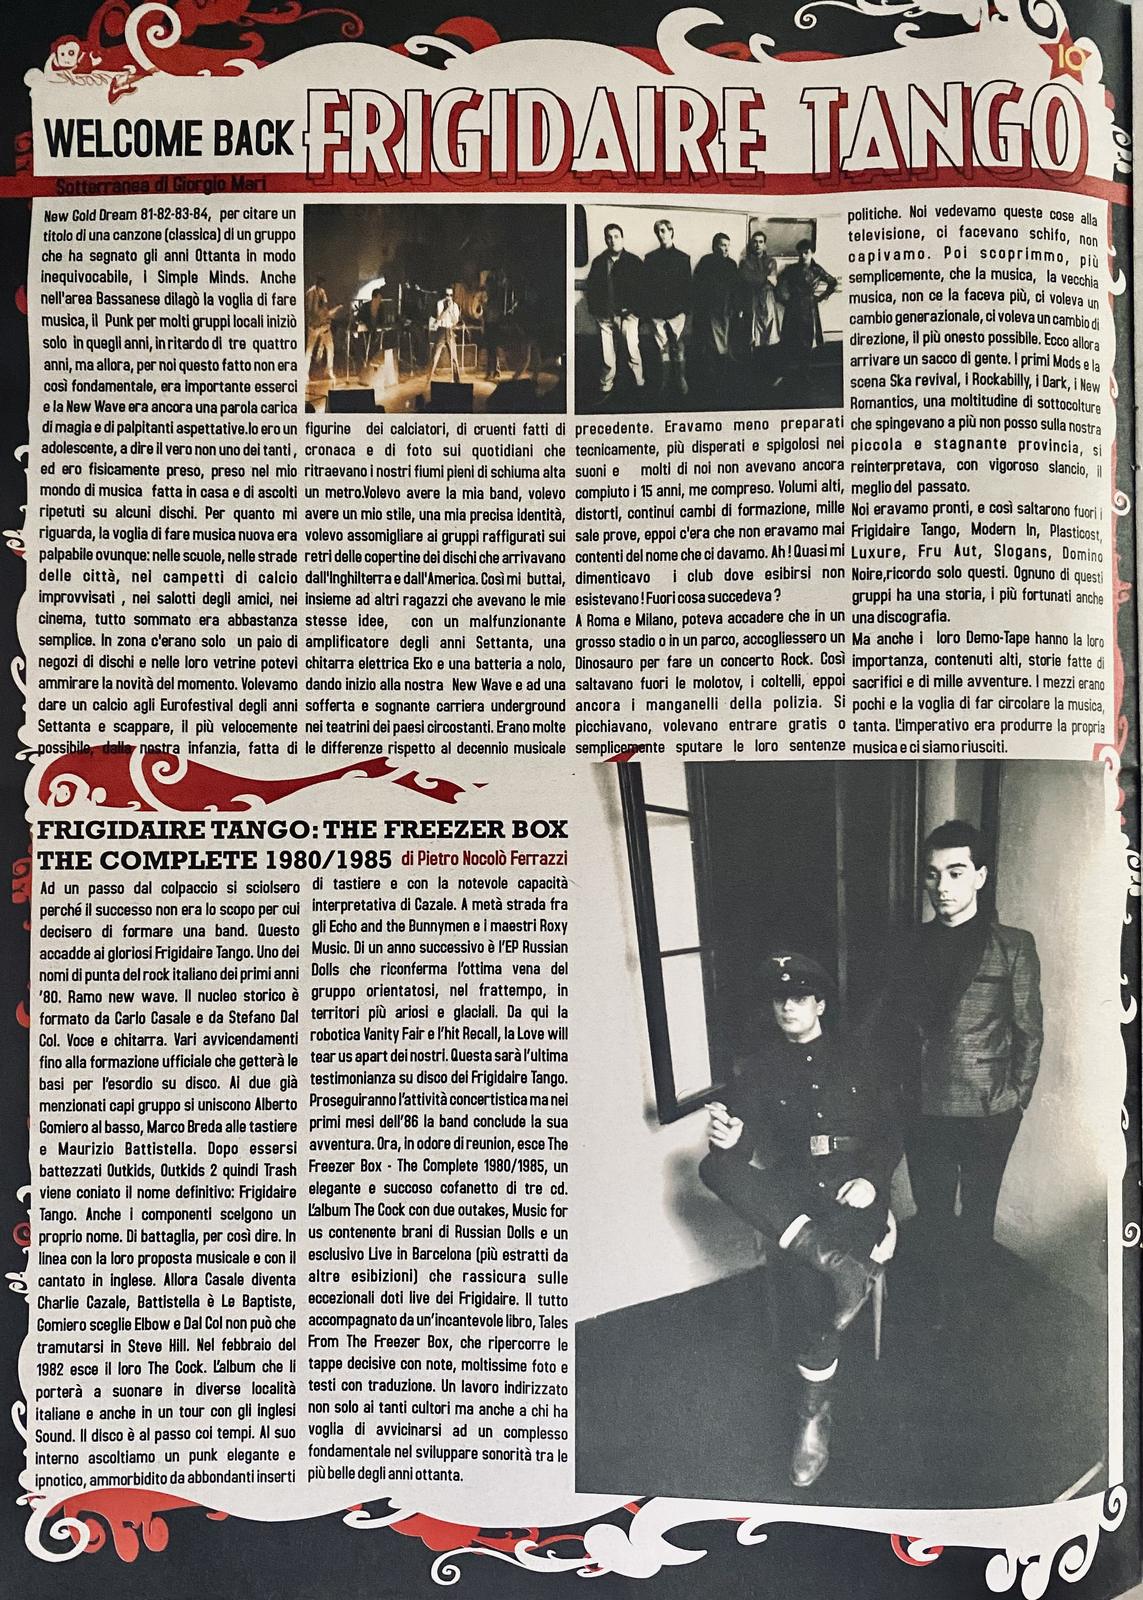 10
WELCOME BACK FRIGIDAIRE TANGO
Sotterranea di Giorgio Mari
New Gold Dream 81-82-83-84, per citare un
titolo di una canzone (classica) di un gruppo
che ha segnato gli anni Ottanta in modo
inequivocabile, i Simple Minds. Anche
nell'area Bassanese dilagò la voglia di fare
musica, il Punk per molti gruppi locali iniziò
solo in quegli anni, in ritardo di tre quattro
anni, ma allora, per noi questo fatto non era
così fondamentale, era importante esserci
e la New Wave era ancora una parola carica
di magia e di palpitanti aspettative.Io ero un
adolescente, a dire il vero non uno dei tanti,
ed ero fisicamente preso, preso nel mio
mondo di musica fatta in casa e di ascolti
ripetuti su alcuni dischi. Per quanto mi
riguarda, la voglia di fare musica nuova era
palpabile ovunque: nelle scuole, nelle strade
delle città, nei campetti di calcio
improvvisati , nei salotti degli amici, nei
cinema, tutto sommato era abbastanza
semplice. In zona c'erano solo un paio di
negozi di dischi e nelle loro vetrine potevi
ammirare la novità del momento. Volevamo
dare un calcio agli Eurofestival degli anni
Settanta e scappare, il più velocemente
possibile, dalla nostra infanzia, fatta di
figurine dei calciatori, di cruenti fatti di
cronaca e di foto sui quotidiani che
ritraevano i nostri fiumi pieni di schiuma alta
un metro.Volevo avere la mia band, volevo
avere un mio stile, una mia precisa identità,
volevo assomigliare ai gruppi raffigurati sui
retri delle copertine dei dischi che arrivavano
dall'Inghilterra e dall'America. Così mi buttai,
insieme ad altri ragazzi che avevano le mie
stesse idee, con un malfunzionante
amplificatore degli anni Settanta, una
chitarra elettrica Eko e una batteria a nolo,
dando inizio alla nostra New Wave e ad una
sofferta e sognante carriera underground
nei teatrini dei paesi circostanti. Erano molte
le differenze rispetto al decennio musicale
precedente. Eravamo meno preparati
tecnicamente, più disperati e spigolosi nei
suoni e molti di noi non avevano ancora
compiuto i 15 anni, me compreso. Volumi alti,
distorti, continui cambi di formazione, mille
sale prove, eppoi c'era che non eravamo mai
contenti del nome che ci davamo. Ah! Quasi mi
dimenticavo i club dove esibirsi non
esistevano! Fuori cosa succedeva?
A Roma e Milano, poteva accadere che in un
grosso stadio o in un parco, accogliessero un
Dinosauro per fare un concerto Rock. Così
saltavano fuori le molotov, i coltelli, eppoi
ancora i manganelli della polizia. Si
picchiavano, volevano entrare gratis o
semplicemente sputare le loro sentenze
politiche. Noi vedevamo queste cose alla
televisione, ci facevano schifo, non
capivamo. Poi scoprimmo, più
semplicemente, che la musica, la vecchia
musica, non ce la faceva più, ci voleva un
cambio generazionale, ci voleva un cambio di
direzione, il più onesto possibile. Ecco allora
arrivare un sacco di gente. I primi Mods e la
scena Ska revival, i Rockabilly, i Dark, i New
Romantics, una moltitudine di sottocolture
che spingevano a più non posso sulla nostra
piccola e stagnante provincia, si
reinterpretava, con vigoroso slancio, il
meglio del passato.
Noi eravamo pronti, e così saltarono fuori i
Frigidaire Tango, Modern In, Plasticost,
Luxure, Fru Aut, Slogans, Domino
Noire,ricordo solo questi. Ognuno di questi
gruppi ha una storia, i più fortunati anche
una discografia.
Ma anche i loro Demo-Tape hanno la loro
importanza, contenuti alti, storie fatte di
sacrifici e di mille avventure. I mezzi erano
pochi e la voglia di far circolare la musica,
tanta. L'imperativo era produrre la propria
musica e ci siamo riusciti.
FRIGIDAIRE TANGO: THE FREEZER BOX
THE COMPLETE 1980/1985 di Pietro Nocolò Ferrazzi
Ad un passo dal colpaccio si sciolsero
perché il successo non era lo scopo per cui
decisero di formare una band. Questo
accadde ai gloriosi Frigidaire Tango. Uno dei
nomi di punta del rock italiano dei primi anni
'80. Ramo new wave. Il nucleo storico è
formato da Carlo Casale e da Stefano Dal
Col. Voce e chitarra. Vari avvicendamenti
fino alla formazione ufficiale che getterà le
basi per l'esordio su disco. Ai due già
menzionati capi gruppo si uniscono Alberto
Gomiero al basso, Marco Breda alle tastiere
e Maurizio Battistella. Dopo essersi
battezzati Outkids, Outkids 2 quindi Trash
viene coniato il nome definitivo: Frigidaire
Tango. Anche i componenti scelgono un
proprio nome. Di battaglia, per così dire. In
linea con la loro proposta musicale e con il
cantato in inglese. Allora Casale diventa
Charlie Cazale, Battistella è Le Baptiste,
Gomiero sceglie Elbow e Dal Col non può che
tramutarsi in Steve Hill. Nel febbraio del
1982 esce il loro The Cock. L'album che li
porterà a suonare in diverse località
italiane e anche in un tour con gli inglesi
Sound. Il disco è al passo coi tempi. Al suo
interno ascoltiamo un punk elegante e
ipnotico, ammorbidito da abbondanti inserti
di tastiere e con la notevole capacità
interpretativa di Cazale. A metà strada fra
gli Echo and the Bunnymen e i maestri Roxy
Music. Di un anno successivo è l'EP Russian
Dolls che riconferma l'ottima vena del
gruppo orientatosi, nel frattempo, in
territori più ariosi e glaciali. Da qui la
robotica Vanity Fair e l'hit Recall, la Love will
tear us apart dei nostri. Questa sarà l'ultima
testimonianza su disco dei Frigidaire Tango.
Proseguiranno l'attività concertistica ma nei
primi mesi dell'86 la band conclude la sua
avventura. Ora, in odore di reunion, esce The
Freezer Box - The Complete 1980/1985, un
elegante e succoso cofanetto di tre cd.
L'album The Cock con due outakes, Music for
us contenente brani di Russian Dolls e un
esclusivo Live in Barcelona (più estratti da
altre esibizioni) che rassicura sulle
eccezionali doti live dei Frigidaire. Il tutto
accompagnato da un'incantevole libro, Tales
From The Freezer Box, che ripercorre le
tappe decisive con note, moltissime foto e
testi con traduzione. Un lavoro indirizzato
non solo ai tanti cultori ma anche a chi ha
voglia di avvicinarsi ad un complesso
fondamentale nel sviluppare sonorità tra le
più belle degli anni ottanta.